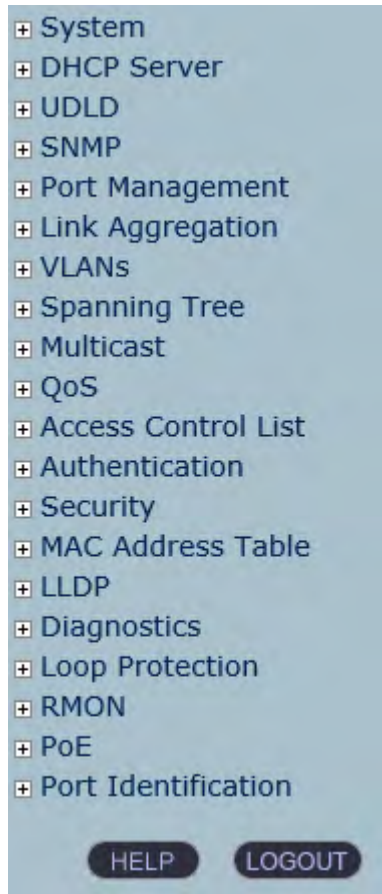 System
DHCP Server
UDLD
SNMP
Port Management
Link Aggregation
VLANs
Spanning Tree
Multicast
QoS
Access Control List
Authentication
Security
MAC Address Table
LLDP
Diagnostics
Loop Protection
RMON
PoE
Port Identification
HELP LOGOUT